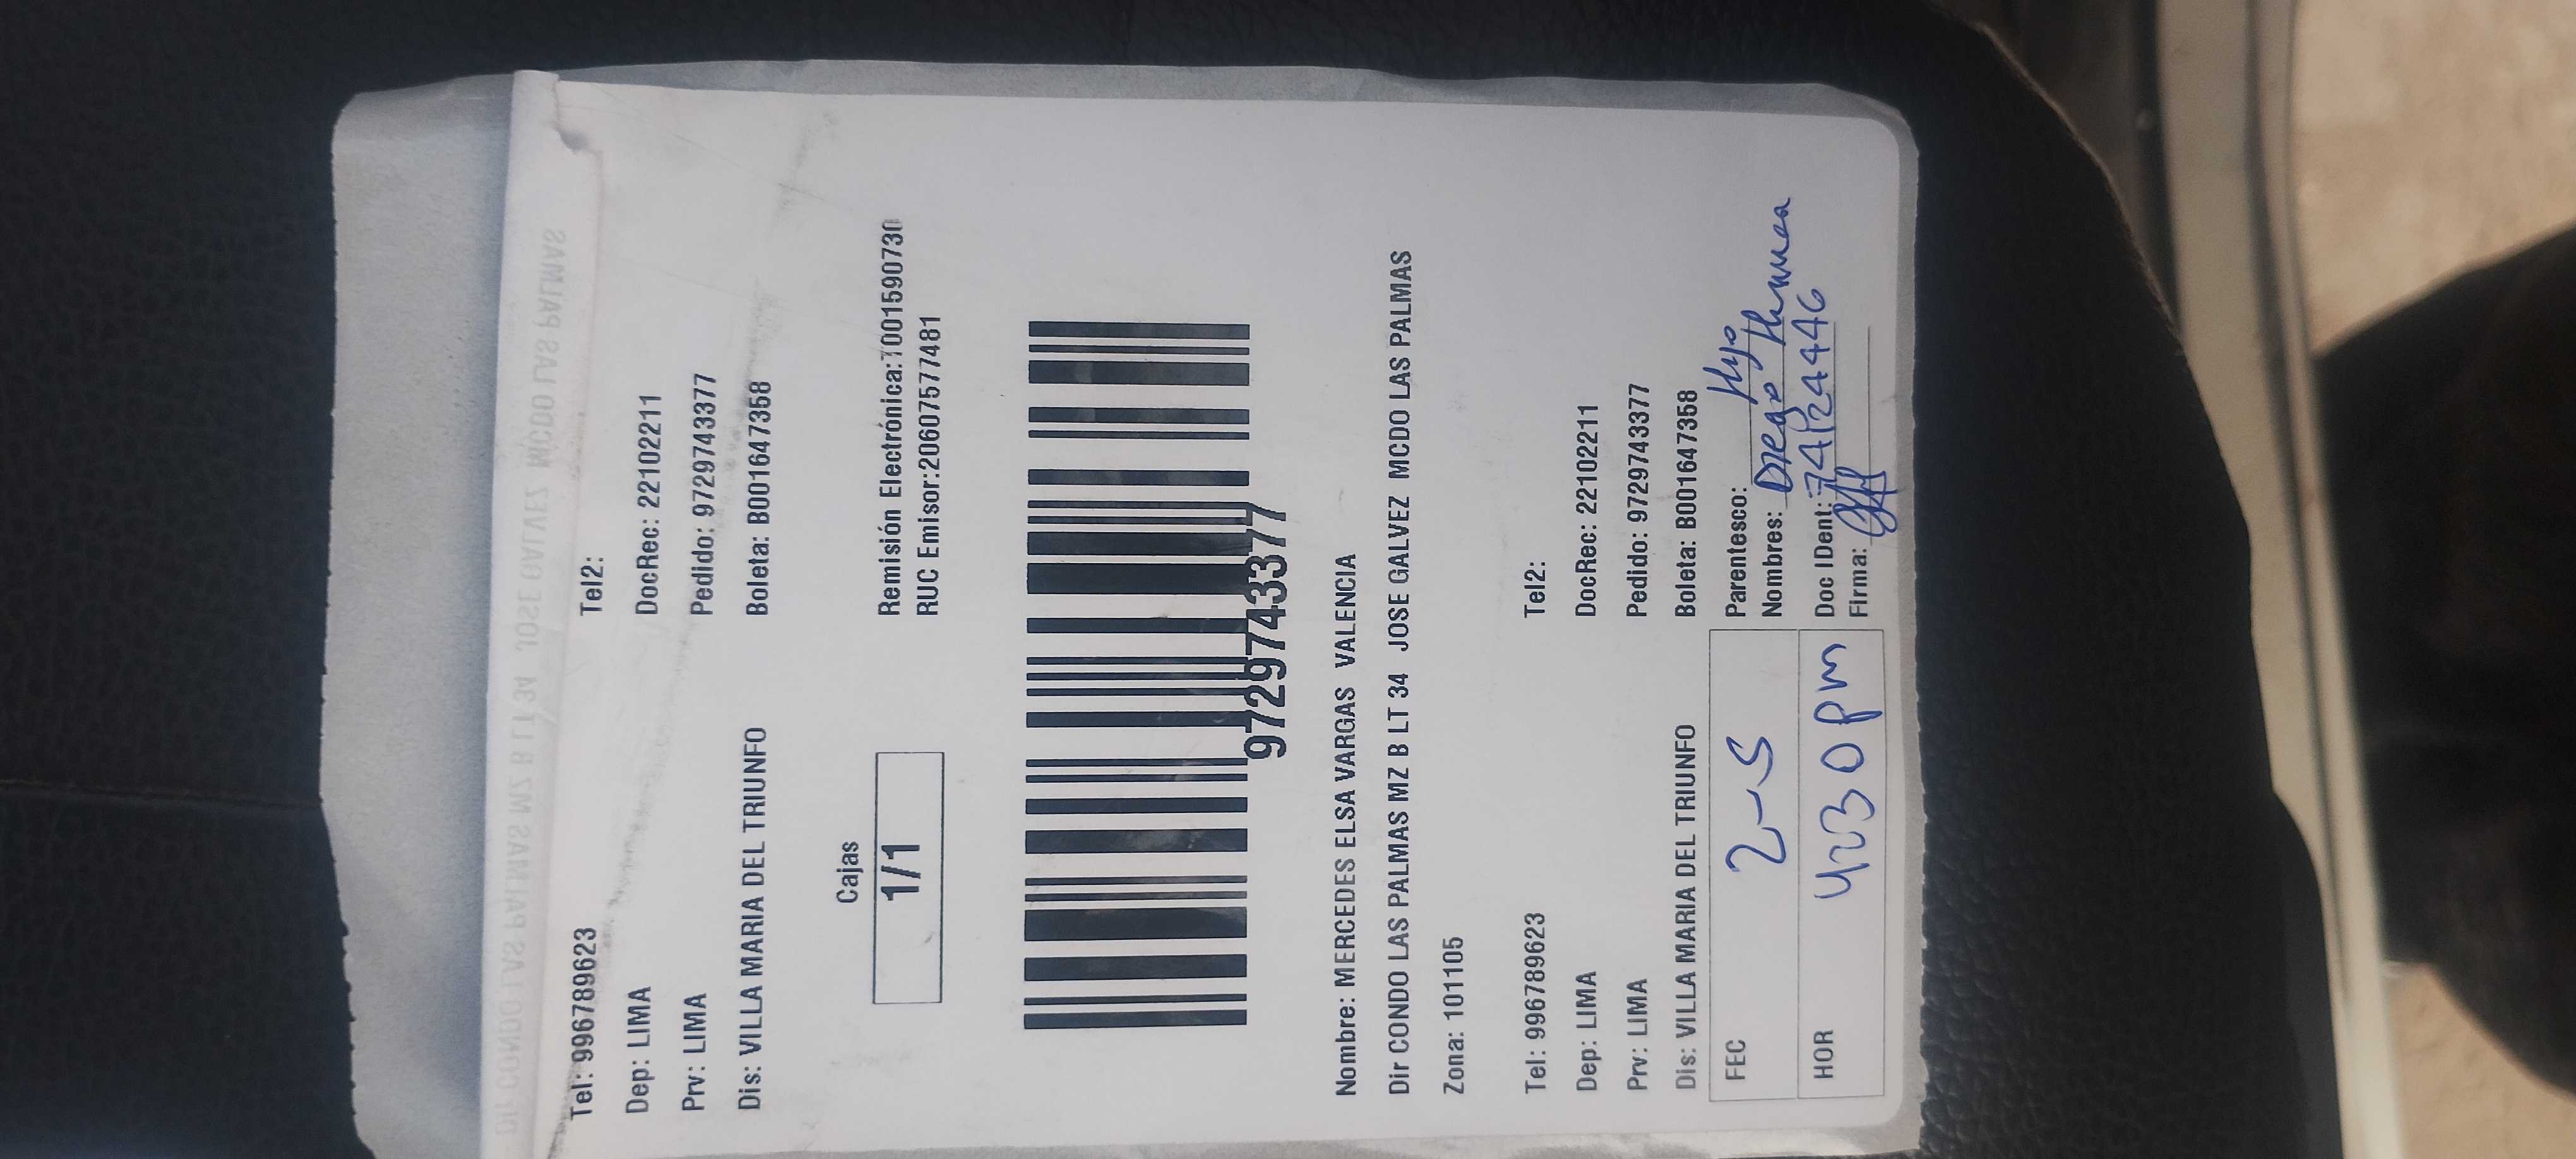 Tel: 996789623 Tel2:
Dep: LIMA DocRec: 22102211
Prv: LIMA Pedido: 9729743377
Dis: VILLA MARIA DEL TRIUNFO Boleta: B001647358
Cajas
1/1
Remisión Electrónica:T001590730
RUC Emisor:20607577481
9729743377
Nombre: MERCEDES ELSA VARGAS VALENCIA
Dir CONDO LAS PALMAS MZ B LT 34 JOSE GALVEZ MCDO LAS PALMAS
Zona: 101105
Tel: 996789623 Tel2:
Dep: LIMA DocRec: 22102211
Prv: LIMA Pedido: 9729743377
Dis: VILLA MARIA DEL TRIUNFO Boleta: B001647358
FEC 2-5 Parentesco: Hijo
Nombres: Diego
HOR 4:30 pm Doc IDent: 74124446
Firma: